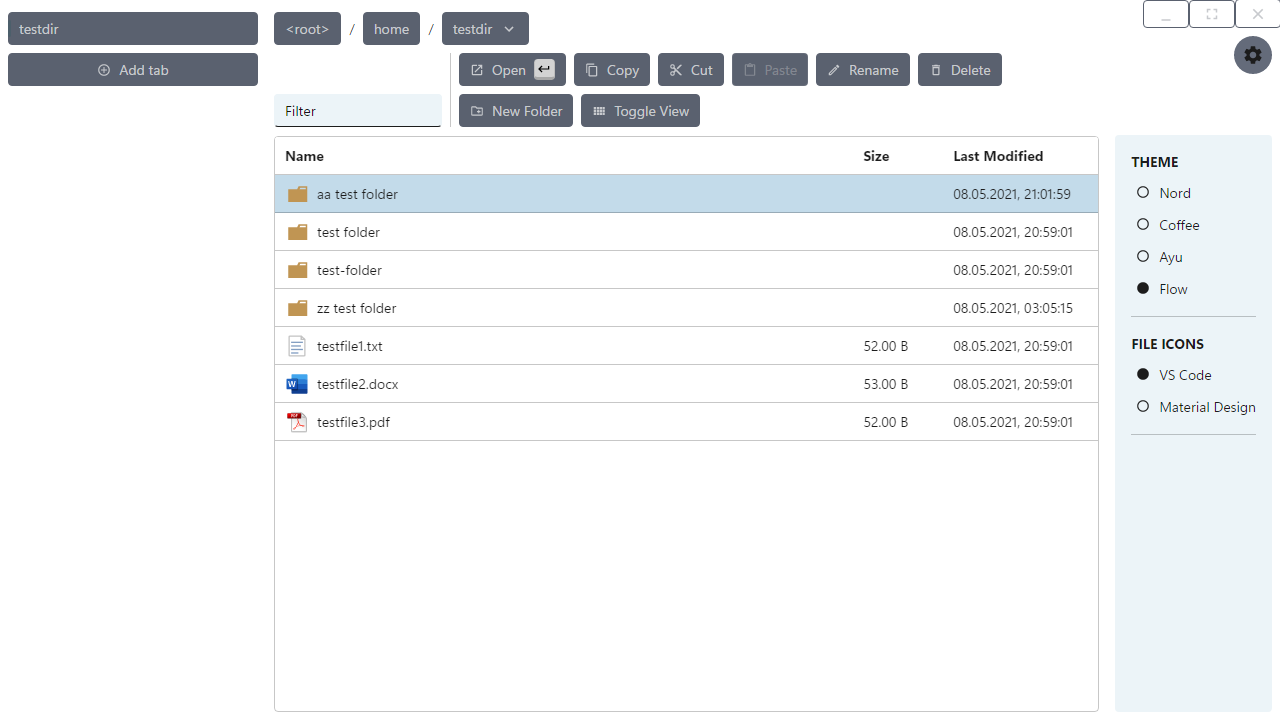 testdir
Add tab
<root> / home / testdir
Open Copy Cut Paste Rename Delete
Filter
New Folder Toggle View
Name Size Last Modified
aa test folder 08.05.2021, 21:01:59
test folder 08.05.2021, 20:59:01
test-folder 08.05.2021, 20:59:01
zz test folder 08.05.2021, 03:05:15
testfile1.txt 52.00 B 08.05.2021, 20:59:01
W testfile2.docx 53.00 B 08.05.2021, 20:59:01
PDF testfile3.pdf 52.00 B 08.05.2021, 20:59:01
THEME
Nord
Coffee
Ayu
Flow
FILE ICONS
VS Code
Material Design